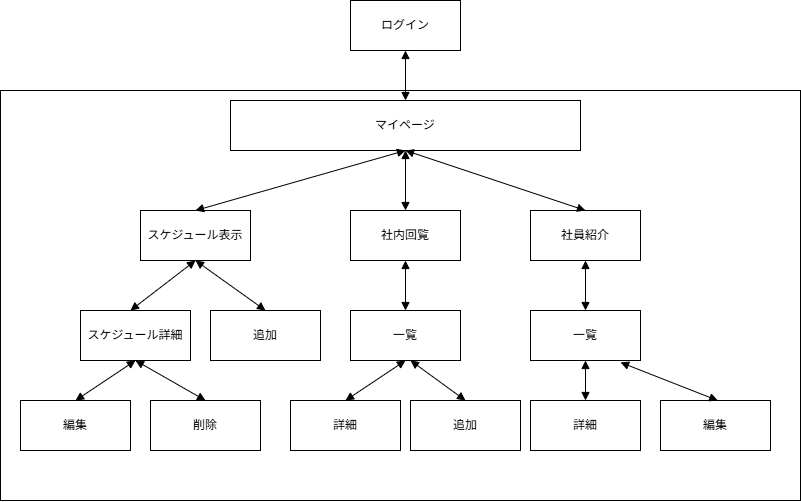 ログイン
マイページ
スケジュール表示
社内回覧
社員紹介
スケジュール詳細
追加
一覧
一覧
編集
削除
詳細
追加
詳細
編集